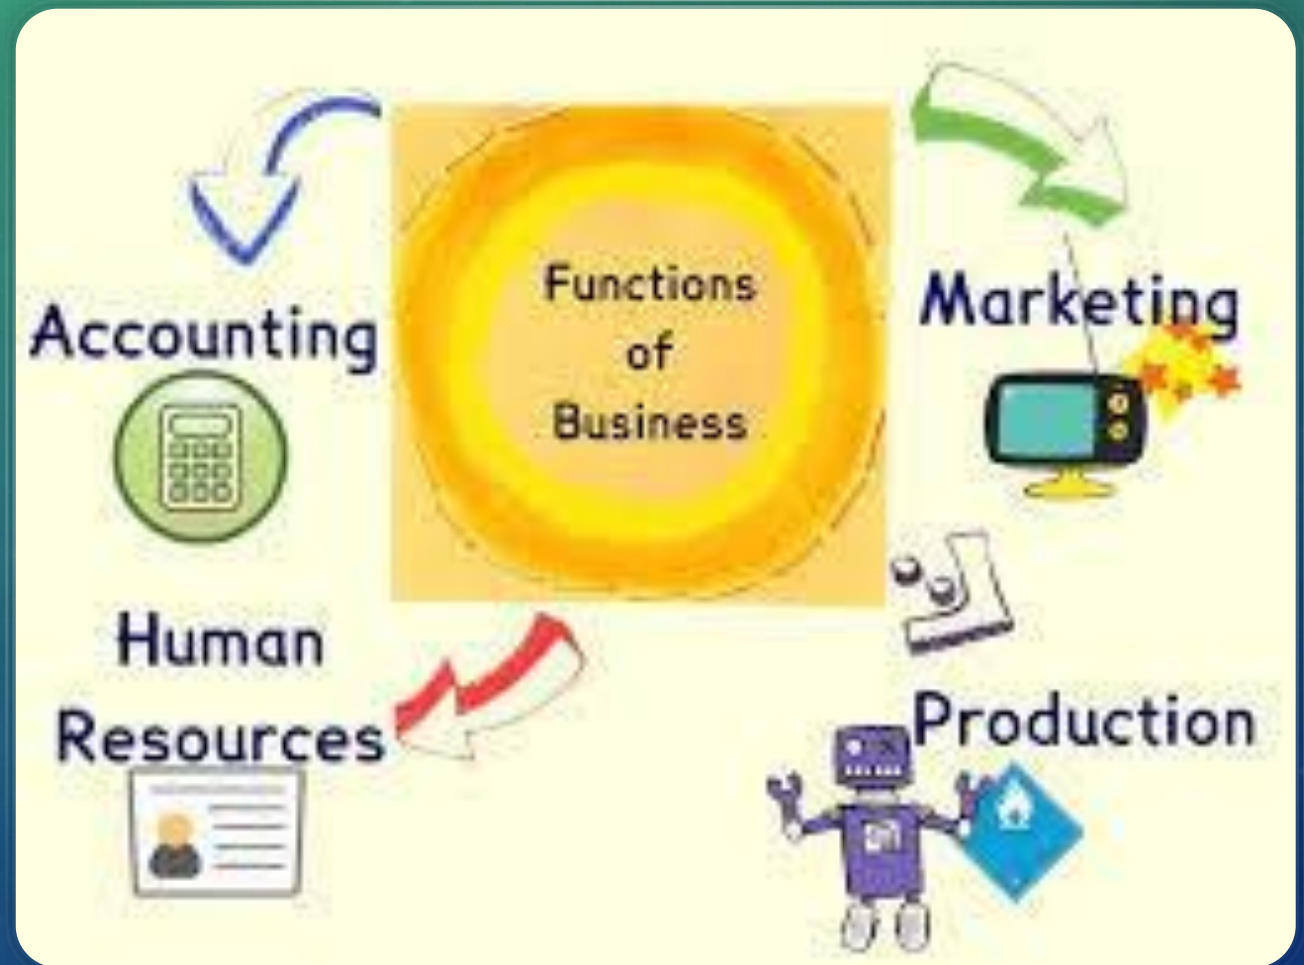 Functions
of
Business
Accounting
Marketing
Human
Resources
Production